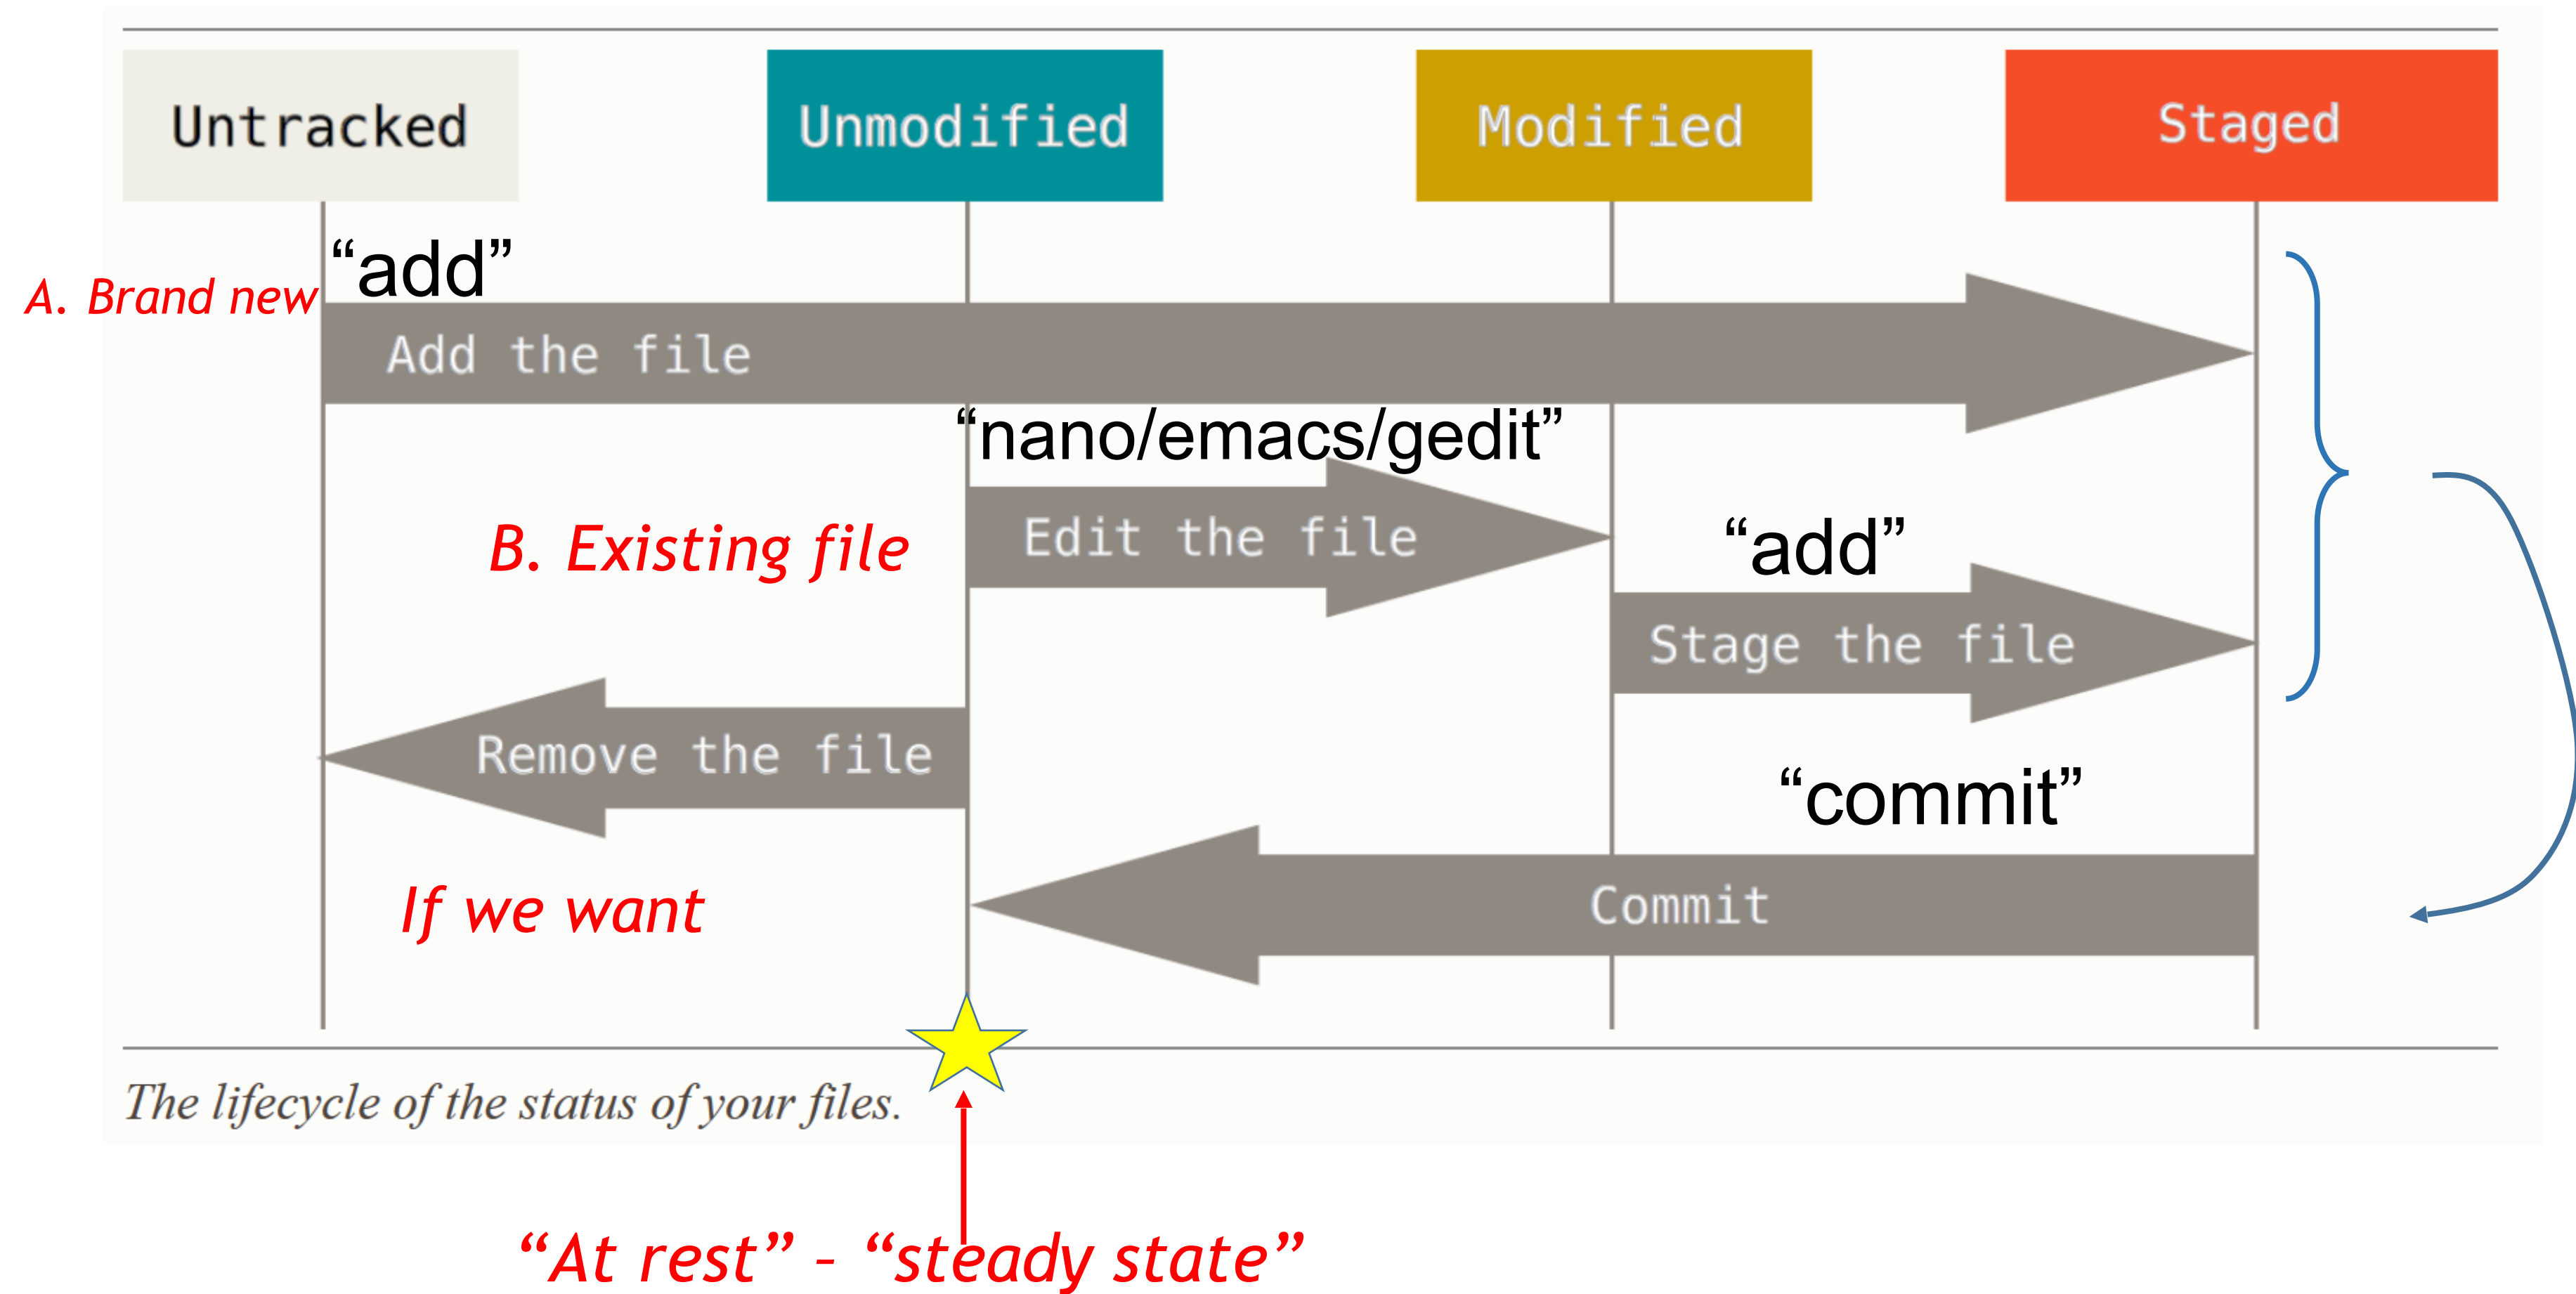 Untracked
Unmodified
Modified
Staged
“add”
A. Brand new
Add the file
“nano/emacs/gedit”
B. Existing file
Edit the file
“add”
Stage the file
Remove the file
“commit”
If we want
Commit
The lifecycle of the status of your files.
“At rest” – “steady state”